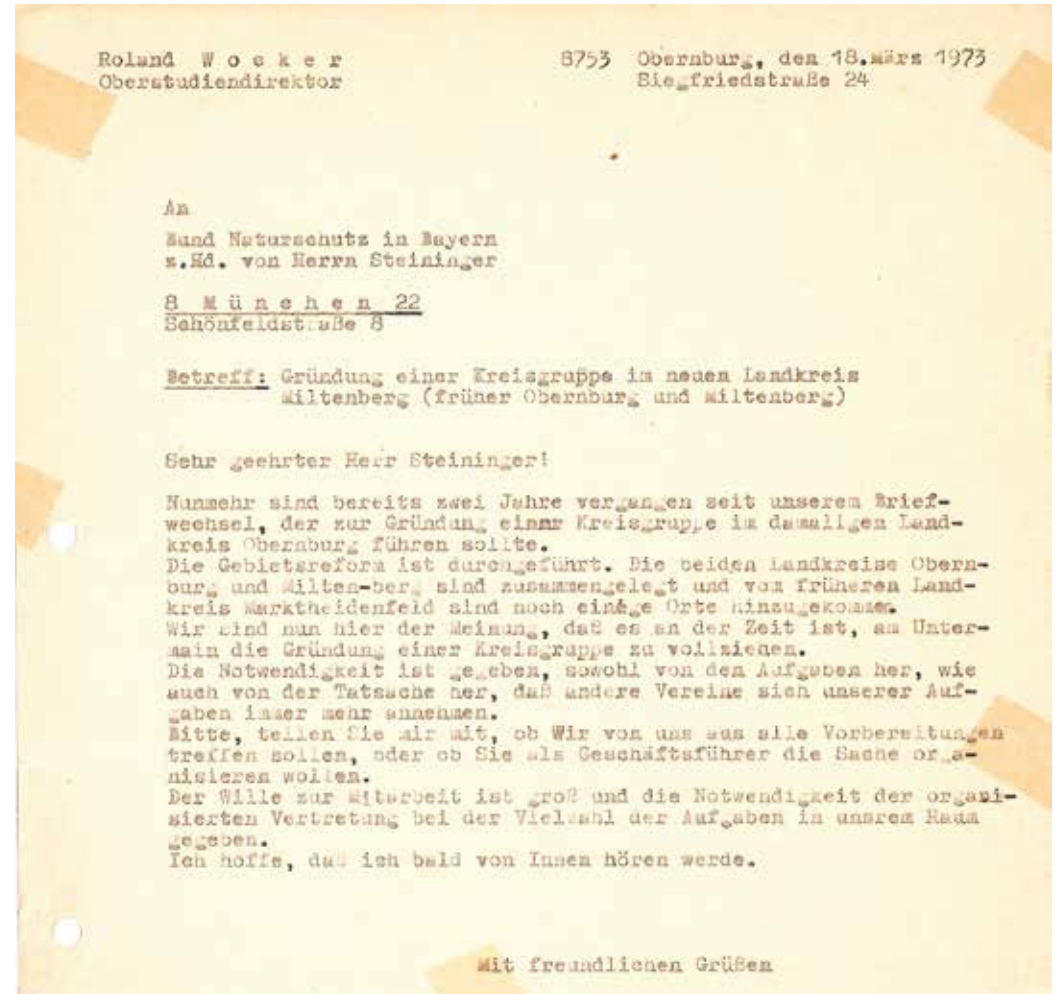 Roland Wocker 8753 Obernburg, den 18.März 1973
Oberstudiendirektor Siegfriedstraße 24
An
Bund Naturschutz in Bayern
z.Hd. von Herrn Steininger
8 München 22
Schönfeldstraße 8
Betreff: Gründung einer Kreisgruppe im neuen Landkreis
Miltenberg (früher Obernburg und Miltenberg)
Sehr geehrter Herr Steininger!
Nunmehr sind bereits zwei Jahre vergangen seit unserem Brief-
wechsel, der zur Gründung einer Kreisgruppe im damaligen Land-
kreis Obernburg führen sollte.
Die Gebietsreform ist durchgeführt. Die beiden Landkreise Obern-
burg und Milten-berg sind zusammengelegt und vom früheren Land-
kreis Marktheidenfeld sind noch einige Orte hinzugekommen.
Wir sind nun hier der Meinung, daß es an der Zeit ist, am Unter-
main die Gründung einer Kreisgruppe zu vollziehen.
Die Notwendigkeit ist gegeben, sowohl von den Aufgaben her, wie
auch von der Tatsache her, daß andere Vereine sich unserer Auf-
gaben immer mehr annehmen.
Bitte, teilen Sie mir mit, ob Wir von uns aus alle Vorbereitungen
treffen sollen, oder ob Sie als Geschäftsführer die Sache orga-
nisieren wollen.
Der Wille zur Mitarbeit ist groß und die Notwendigkeit der organi-
sierten Vertretung bei der Vielzahl der Aufgaben in unsrem Raum
gegeben.
Ich hoffe, daß ich bald von Ihnen hören werde.
Mit freundlichen Grüßen